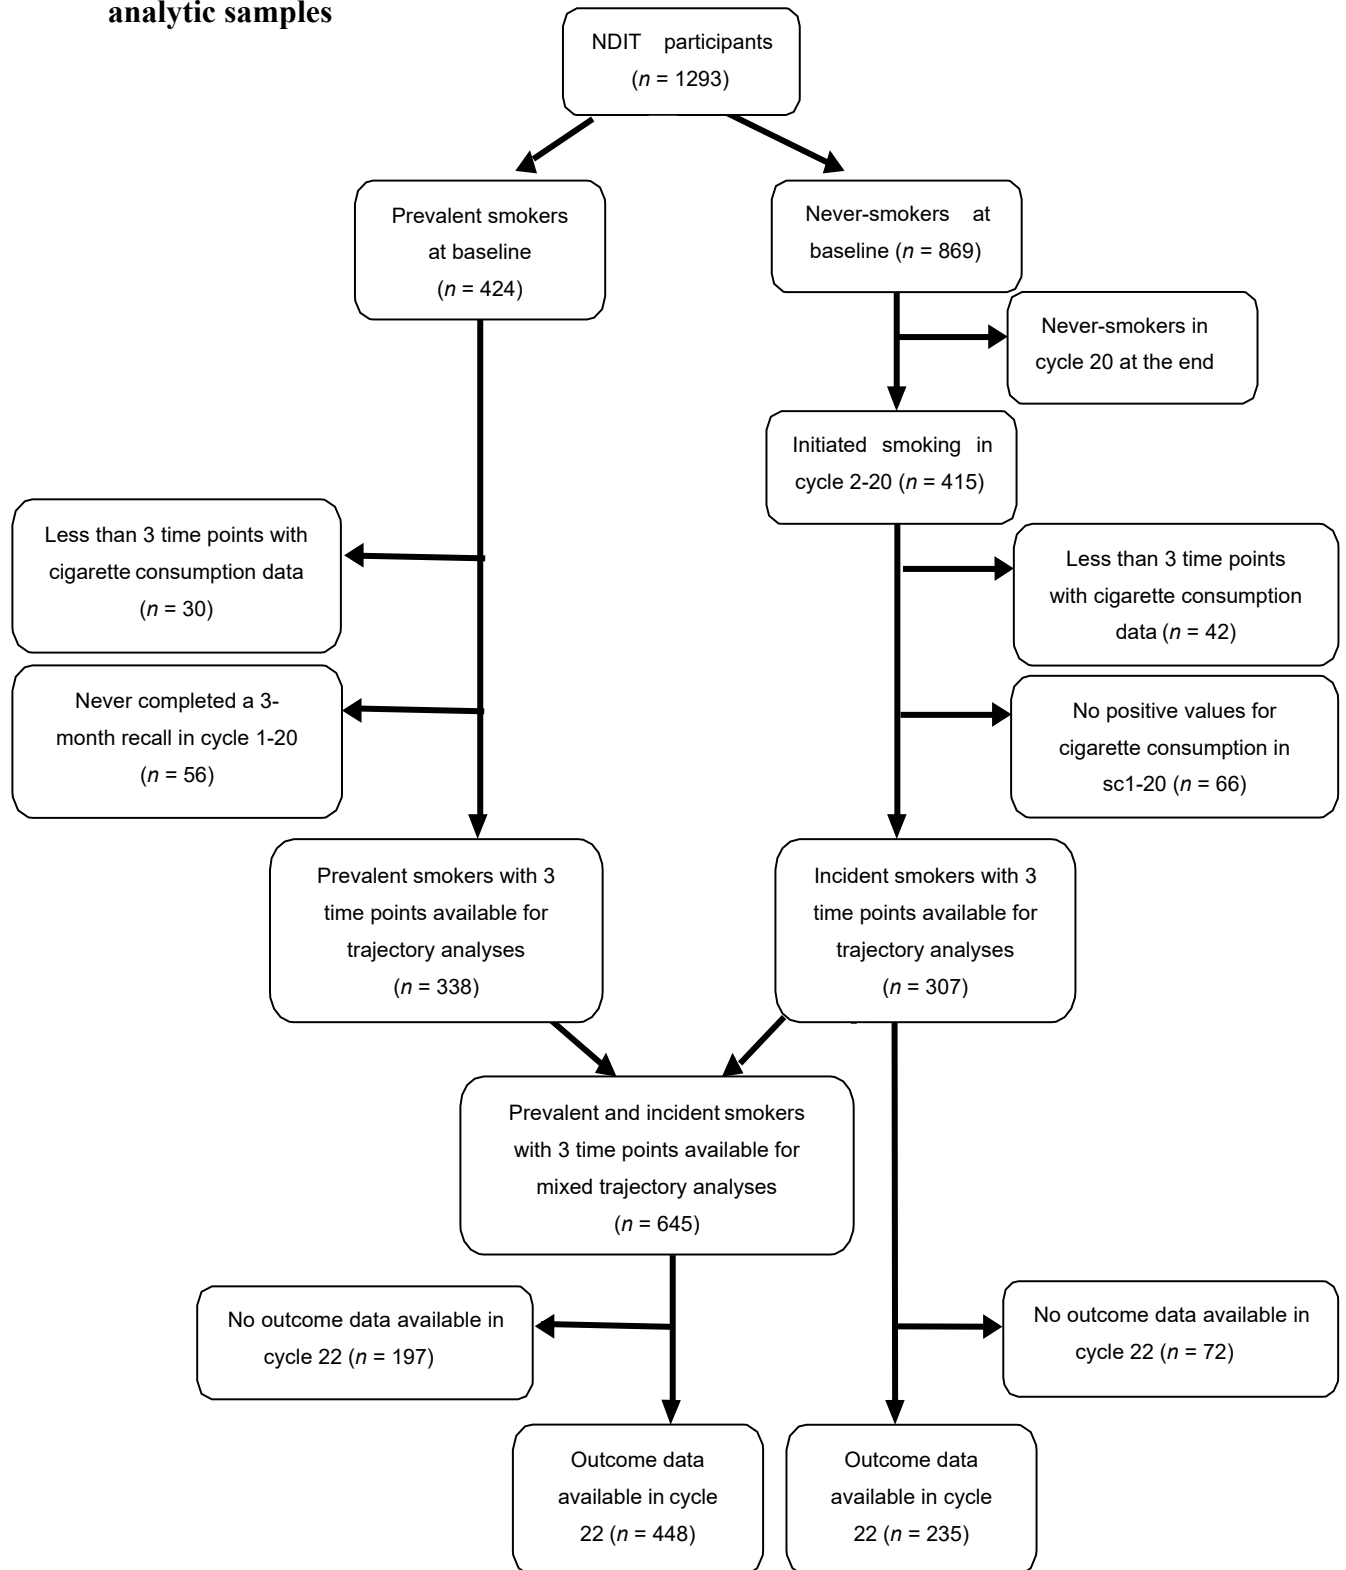 analytic samples
NDIT participants
(n = 1293)
Prevalent smokers
at baseline
(n = 424)
Never-smokers at
baseline (n = 869)
Never-smokers in
cycle 20 at the end
Initiated smoking in
cycle 2-20 (n = 415)
Less than 3 time points with
cigarette consumption data
(n = 30)
Less than 3 time points
with cigarette consumption
data (n = 42)
Never completed a 3-
month recall in cycle 1-20
(n = 56)
No positive values for
cigarette consumption in
sc1-20 (n = 66)
Prevalent smokers with 3
time points available for
trajectory analyses
(n = 338)
Incident smokers with 3
time points available for
trajectory analyses
(n = 307)
Prevalent and incident smokers
with 3 time points available for
mixed trajectory analyses
(n = 645)
No outcome data available in
cycle 22 (n = 197)
No outcome data available in
cycle 22 (n = 72)
Outcome data
available in cycle
22 (n = 448)
Outcome data
available in cycle
22 (n = 235)